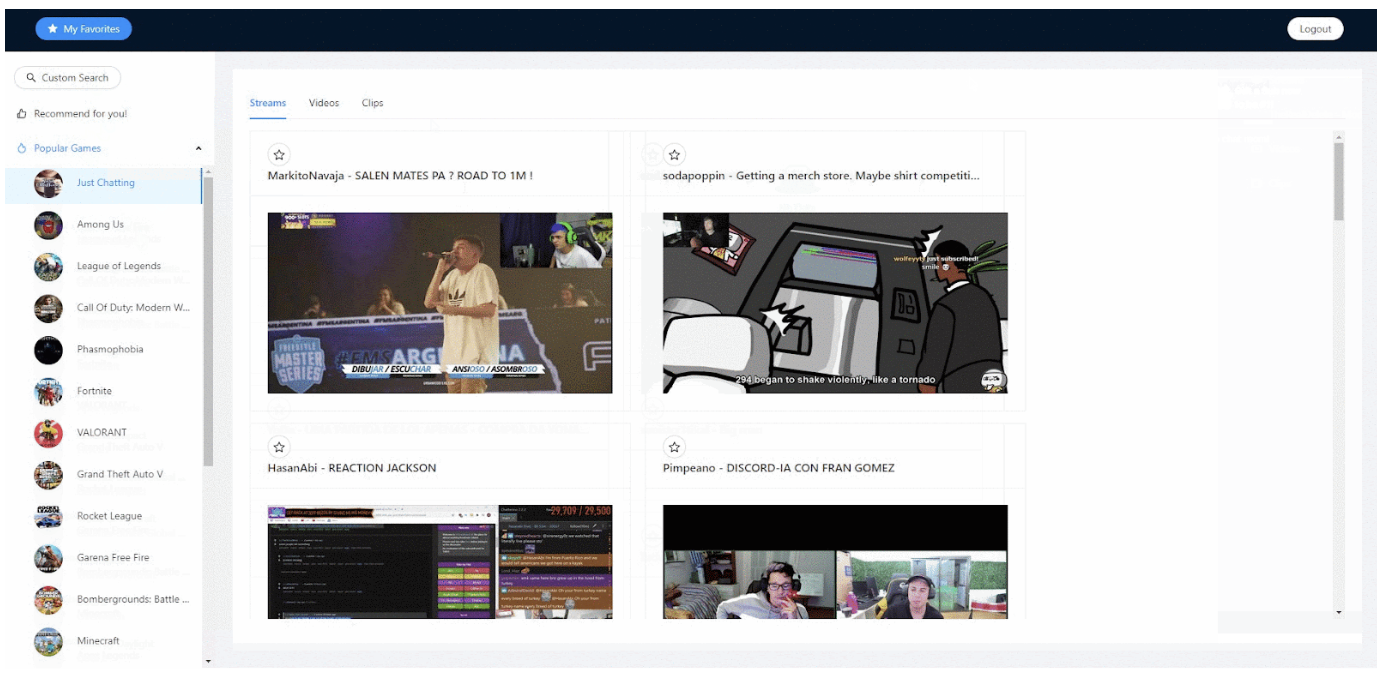 My Favorites
Logout
Custom Search
Recommend for you!
Popular Games
Just Chatting
Among Us
League of Legends
Call Of Duty: Modern W...
Phasmophobia
Fortnite
VALORANT
Grand Theft Auto V
Rocket League
Garena Free Fire
Bombergrounds: Battle ...
Minecraft
Streams Videos Clips
MarkitoNavaja - SALEN MATES PA ? ROAD TO 1M !
FREESTYLE
MASTER
SERIES
DIBUJAR / ESCUCHAR ANSIOSO / ASOMBROSO
sodapoppin - Getting a merch store. Maybe shirt competiti...
wolfeyyty just subscribed!
smile
294 began to shake violently, like a tornado
HasanAbi - REACTION JACKSON
29,709 / 29,500
Pimpeano - DISCORD-IA CON FRAN GOMEZ